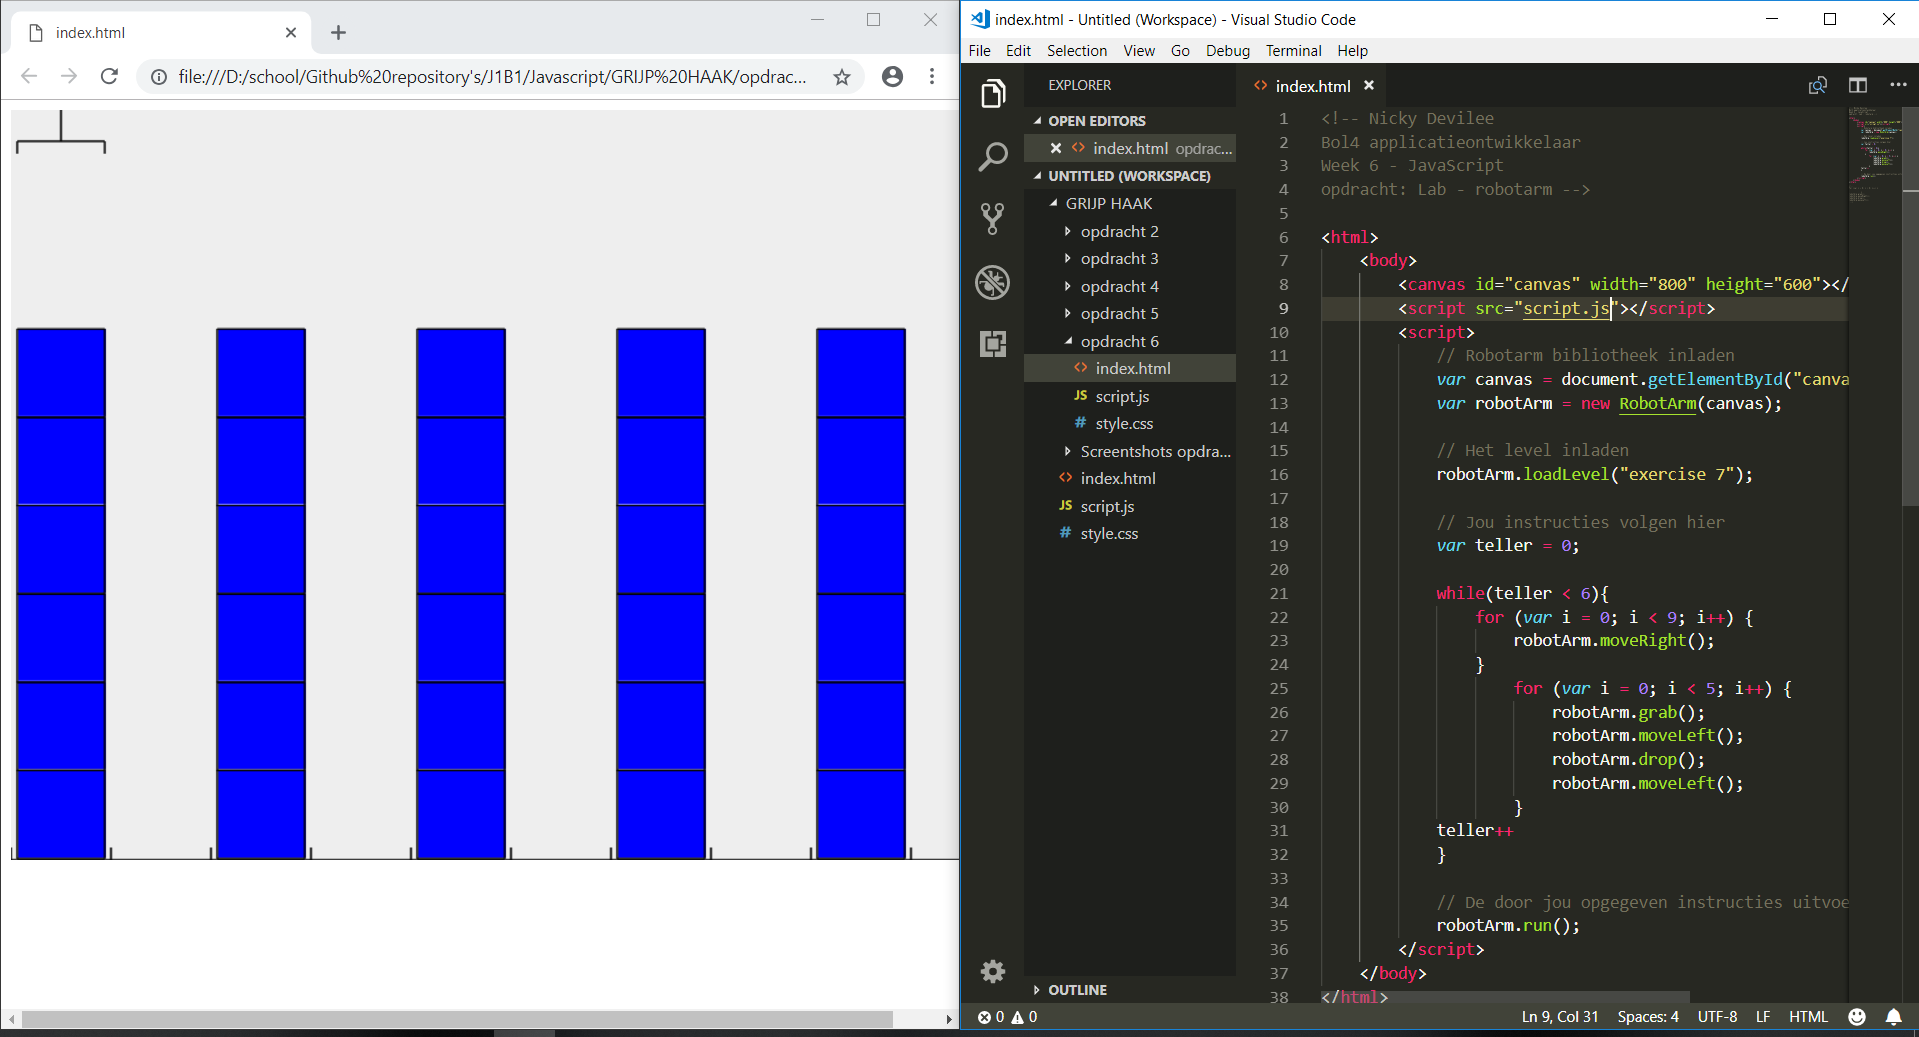 index.html
file:///D:/school/Github%20repository's/J1B1/Javascript/GRIJP%20HAAK/opdrac...
index.html - Untitled (Workspace) - Visual Studio Code
File Edit Selection View Go Debug Terminal Help
EXPLORER
OPEN EDITORS
index.html opdrac...
UNTITLED (WORKSPACE)
GRIJP HAAK
opdracht 2
opdracht 3
opdracht 4
opdracht 5
opdracht 6
index.html
JS script.js
# style.css
Screentshots opdra...
index.html
JS script.js
# style.css
OUTLINE
index.html
1 <!-- Nicky Devilee
2 Bol4 applicatieontwikkelaar
3 Week 6 - JavaScript
4 opdracht: Lab - robotarm -->
5
6 <html>
7 <body>
8 <canvas id="canvas" width="800" height="600"></
9 <script src="script.js"></script>
10 <script>
11 // Robotarm bibliotheek inladen
12 var canvas = document.getElementById("canva
13 var robotArm = new RobotArm(canvas);
14
15 // Het level inladen
16 robotArm.loadLevel("exercise 7");
17
18 // Jou instructies volgen hier
19 var teller = 0;
20
21 while(teller < 6){
22 for (var i = 0; i < 9; i++) {
23 robotArm.moveRight();
24 }
25 for (var i = 0; i < 5; i++) {
26 robotArm.grab();
27 robotArm.moveLeft();
28 robotArm.drop();
29 robotArm.moveLeft();
30 }
31 teller++
32 }
33
34 // De door jou opgegeven instructies uitvoe
35 robotArm.run();
36 </script>
37 </body>
38 </html>
0 0
Ln 9, Col 31 Spaces: 4 UTF-8 LF HTML